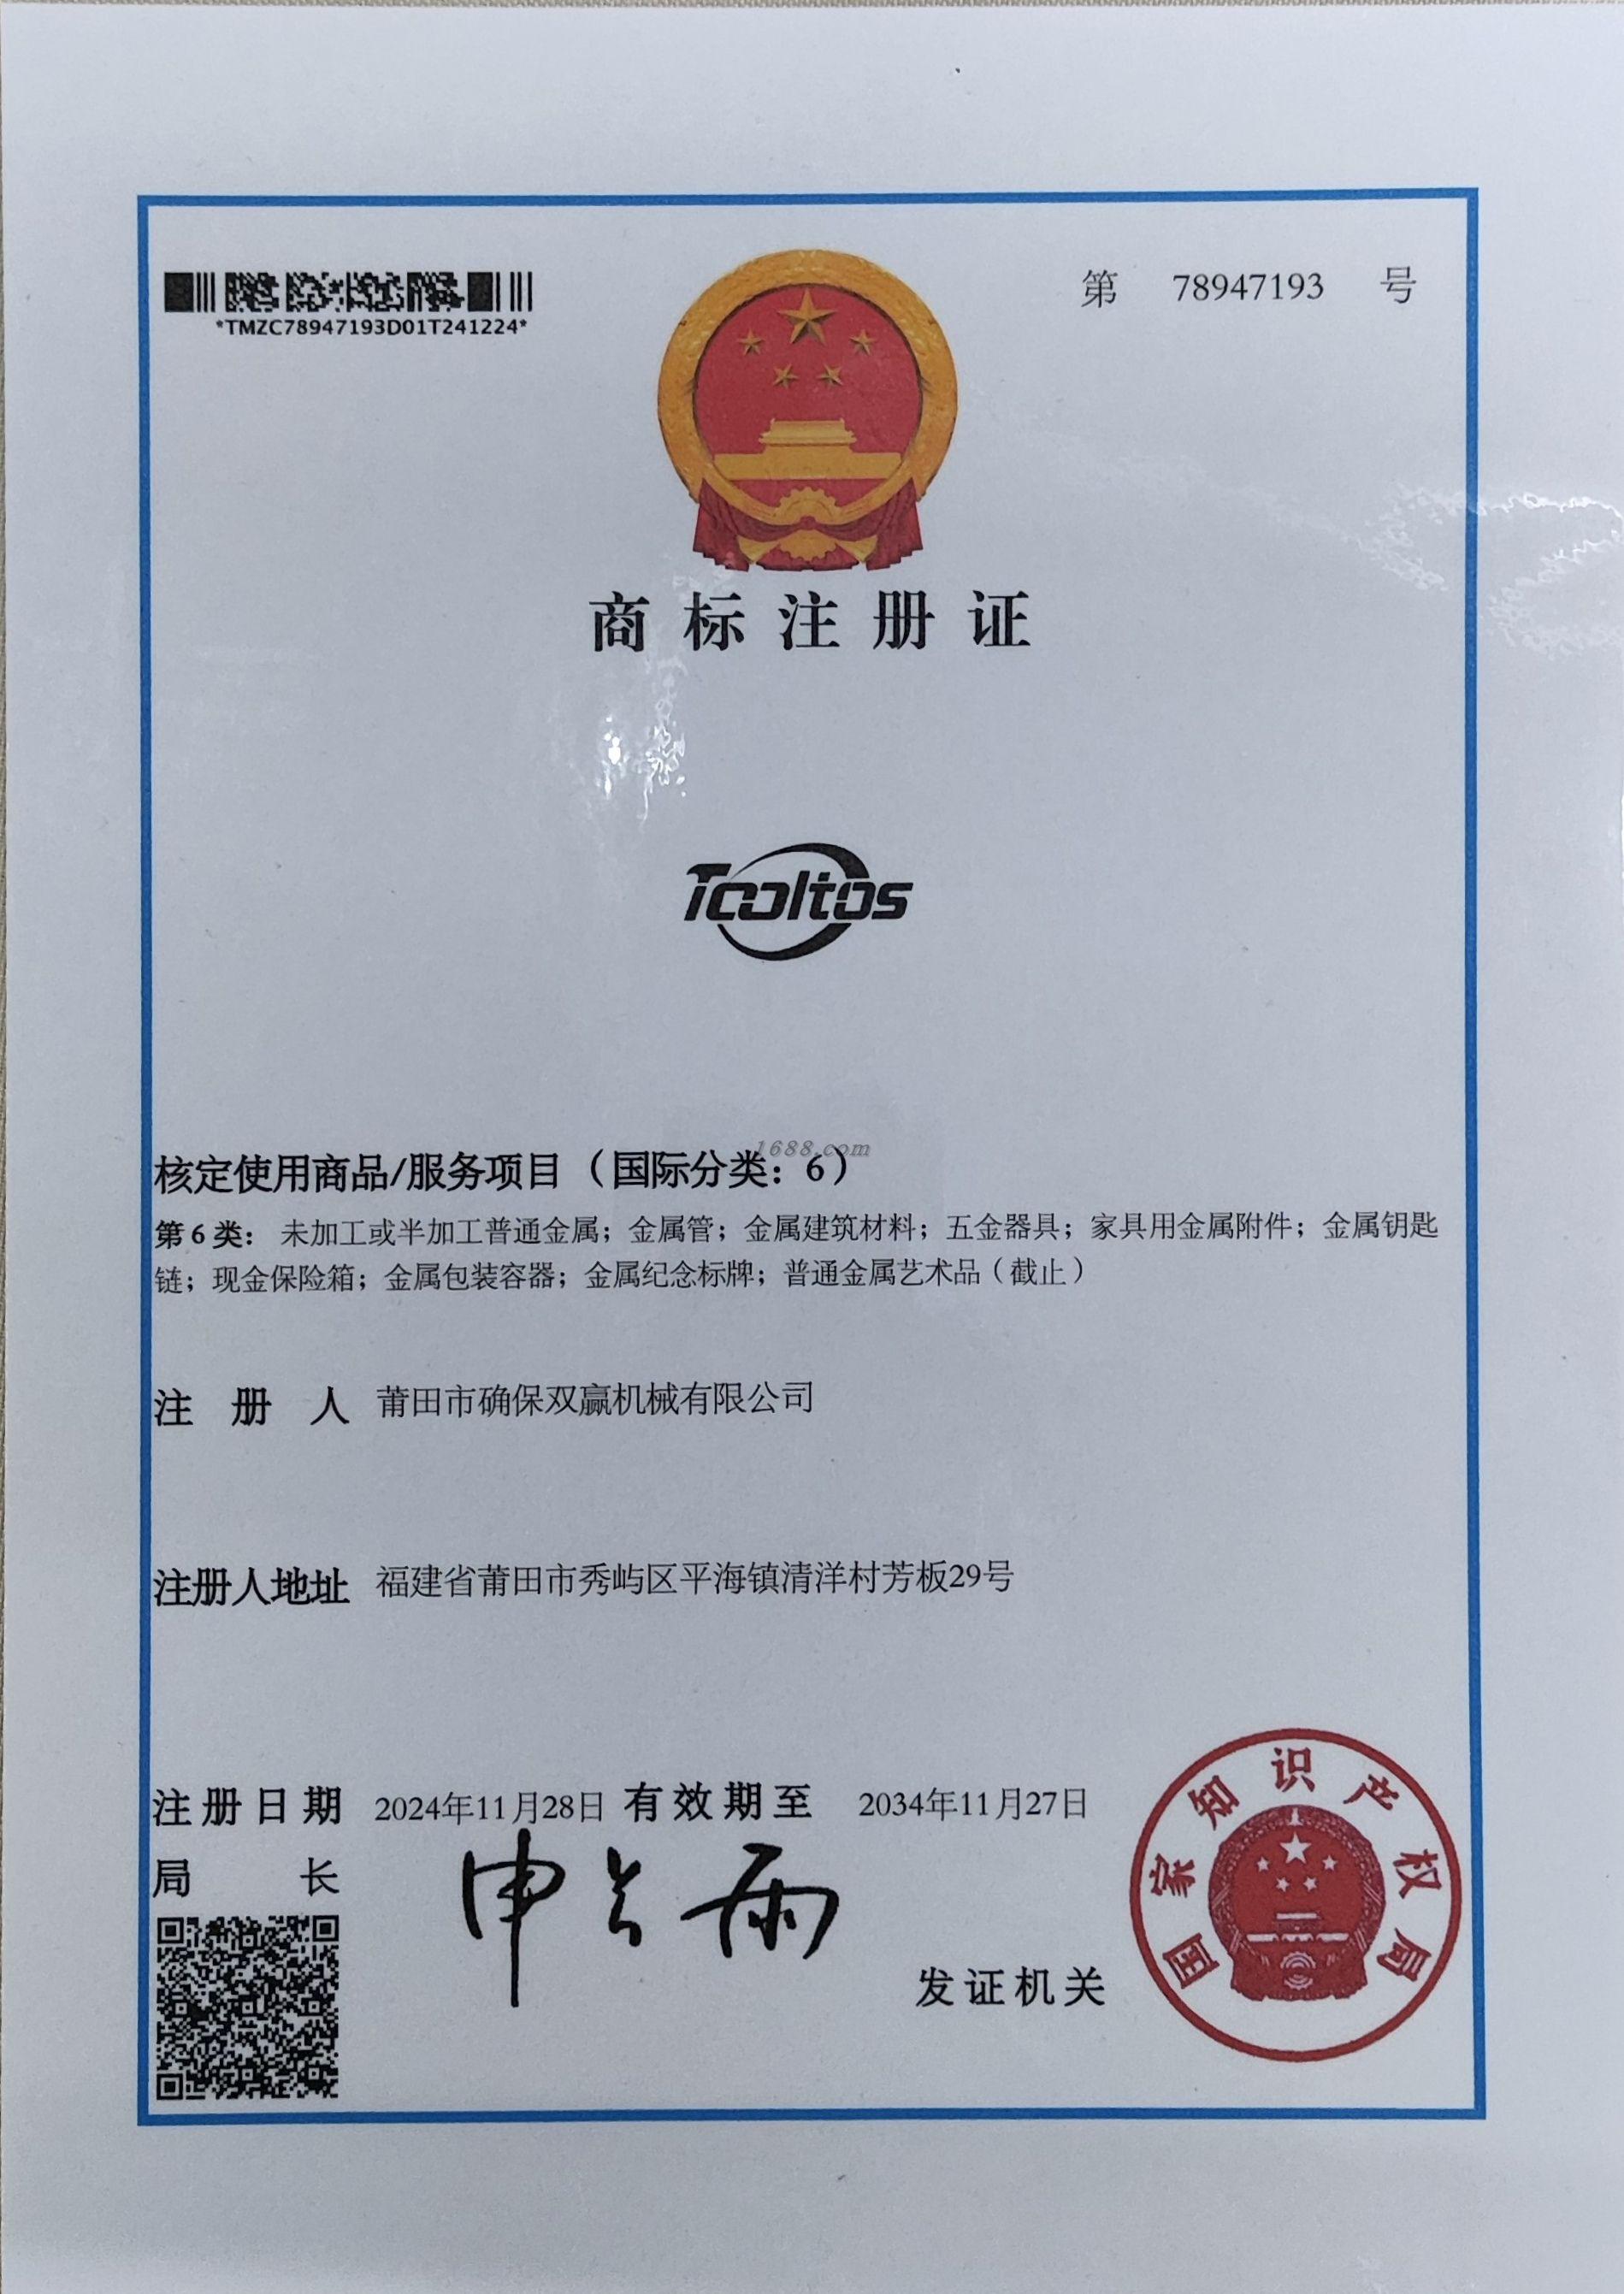 *TMZC78947193D01T241224*
第 78947193 号
商标注册证
Tooltos
1688.com
核定使用商品/服务项目（国际分类：6）
第6类：未加工或半加工普通金属；金属管；金属建筑材料；五金器具；家具用金属附件；金属钥匙
链；现金保险箱；金属包装容器；金属纪念标牌；普通金属艺术品（截止）
注册人 莆田市确保双赢机械有限公司
注册人地址 福建省莆田市秀屿区平海镇清洋村芳板29号
注册日期 2024年11月28日 有效期至 2034年11月27日
局长 申长雨
发证机关
国家知识产权局